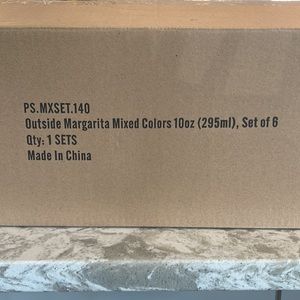 PS.MXSET.140
Outside Margarita Mixed Colors 10oz (295ml), Set of 6
Qty: 1 SETS
Made In China